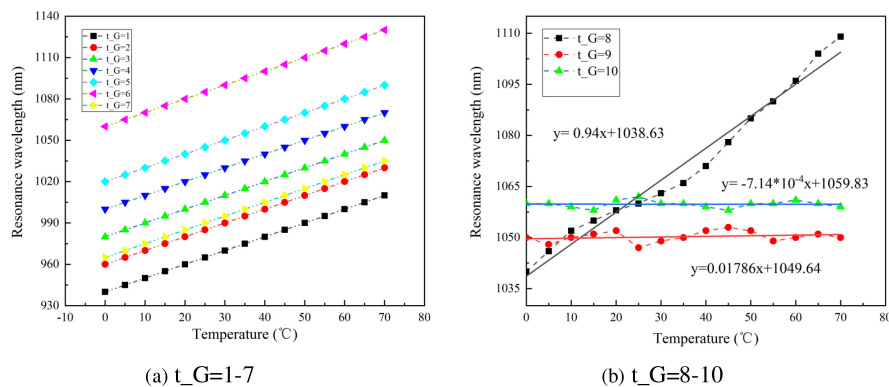 (a)
1140
1110
1080
1050
1020
990
960
930
-10
0
10
20
30
40
50
60
70
80
Resonance wavelength (nm)
Temperature (℃)
t_G=1
t_G=2
t_G=3
t_G=4
t_G=5
t_G=6
t_G=7
(a) t_G=1-7
(b)
1110
1095
1080
1065
1050
1035
0
10
20
30
40
50
60
70
80
Resonance wavelength (nm)
Temperature (℃)
t_G=8
t_G=9
t_G=10
y= 0.94x+1038.63
y= -7.14*10⁻⁴x+1059.83
y=0.01786x+1049.64
(b) t_G=8-10